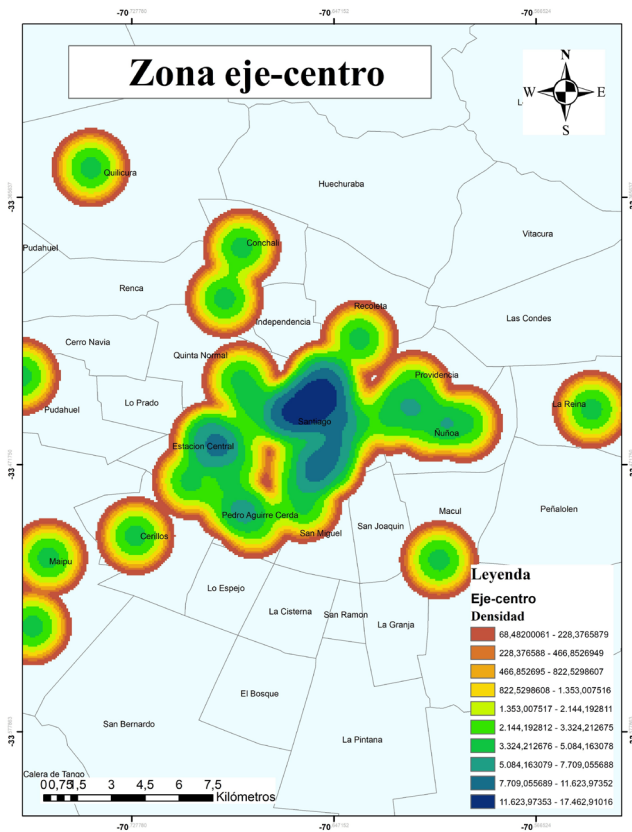 -70
-70
-70
Zona eje-centro
N
W
E
S
Quilicura
Huechuraba
-33
Vitacura
Conchalí
Pudahuel
Renca
Recoleta
Las Condes
Independencia
Cerro Navia
Quinta Normal
Providencia
Lo Prado
La Reina
Pudahuel
Santiago
Ñuñoa
Estacion Central
-33
Peñalolen
Macul
Pedro Aguirre Cerda
San Joaquin
San Miguel
Cerillos
Maipu
Leyenda
Lo Espejo
Eje-centro
La Cisterna
San Ramon
Densidad
La Granja
68,48200061 - 228,3765879
228,376588 - 466,8526949
466,852695 - 822,5298607
El Bosque
822,5298608 - 1.353,007516
1.353,007517 - 2.144,192811
San Bernardo
2.144,192812 - 3.324,212675
-33
La Pintana
3.324,212676 - 5.084,163078
5.084,163079 - 7.709,055688
Calera de Tango
7.709,055689 - 11.623,97352
0 0,75 1,5 3 4,5 6 7,5
Kilómetros
11.623,97353 - 17.462,91016
-70
-70
-70